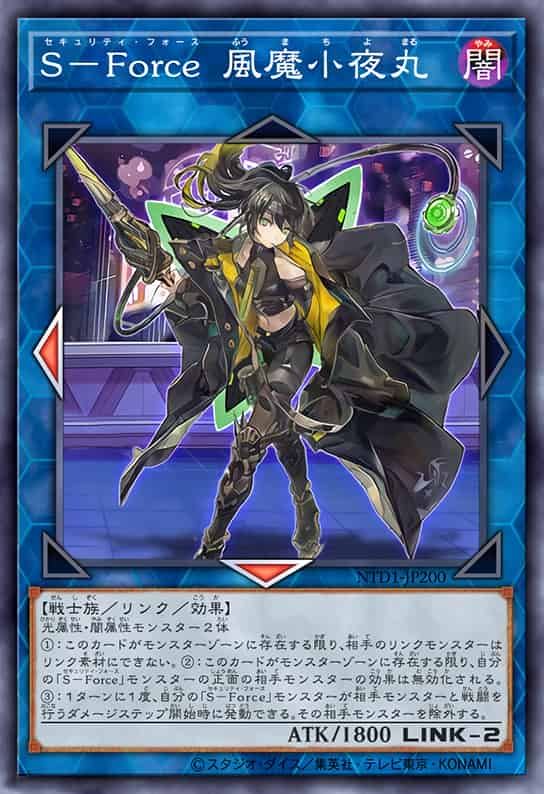 セキュリティ・フォース ふうまちよまる
S－Force 風魔小夜丸
やみ
闇
NTD1-JP200
【戦士族／リンク／効果】
光属性・闇属性モンスター２体
①：このカードがモンスターゾーンに存在する限り、相手のリンクモンスターは
リンク素材にできない。②：このカードがモンスターゾーンに存在する限り、自分
の「S－Force」モンスターの正面の相手モンスターの効果は無効化される。
③：１ターンに１度、自分の「S－Force」モンスターが相手モンスターと戦闘を
行うダメージステップ開始時に発動できる。その相手モンスターを除外する。
ATK/1800 LINK-2
©スタジオ・ダイス／集英社・テレビ東京・KONAMI